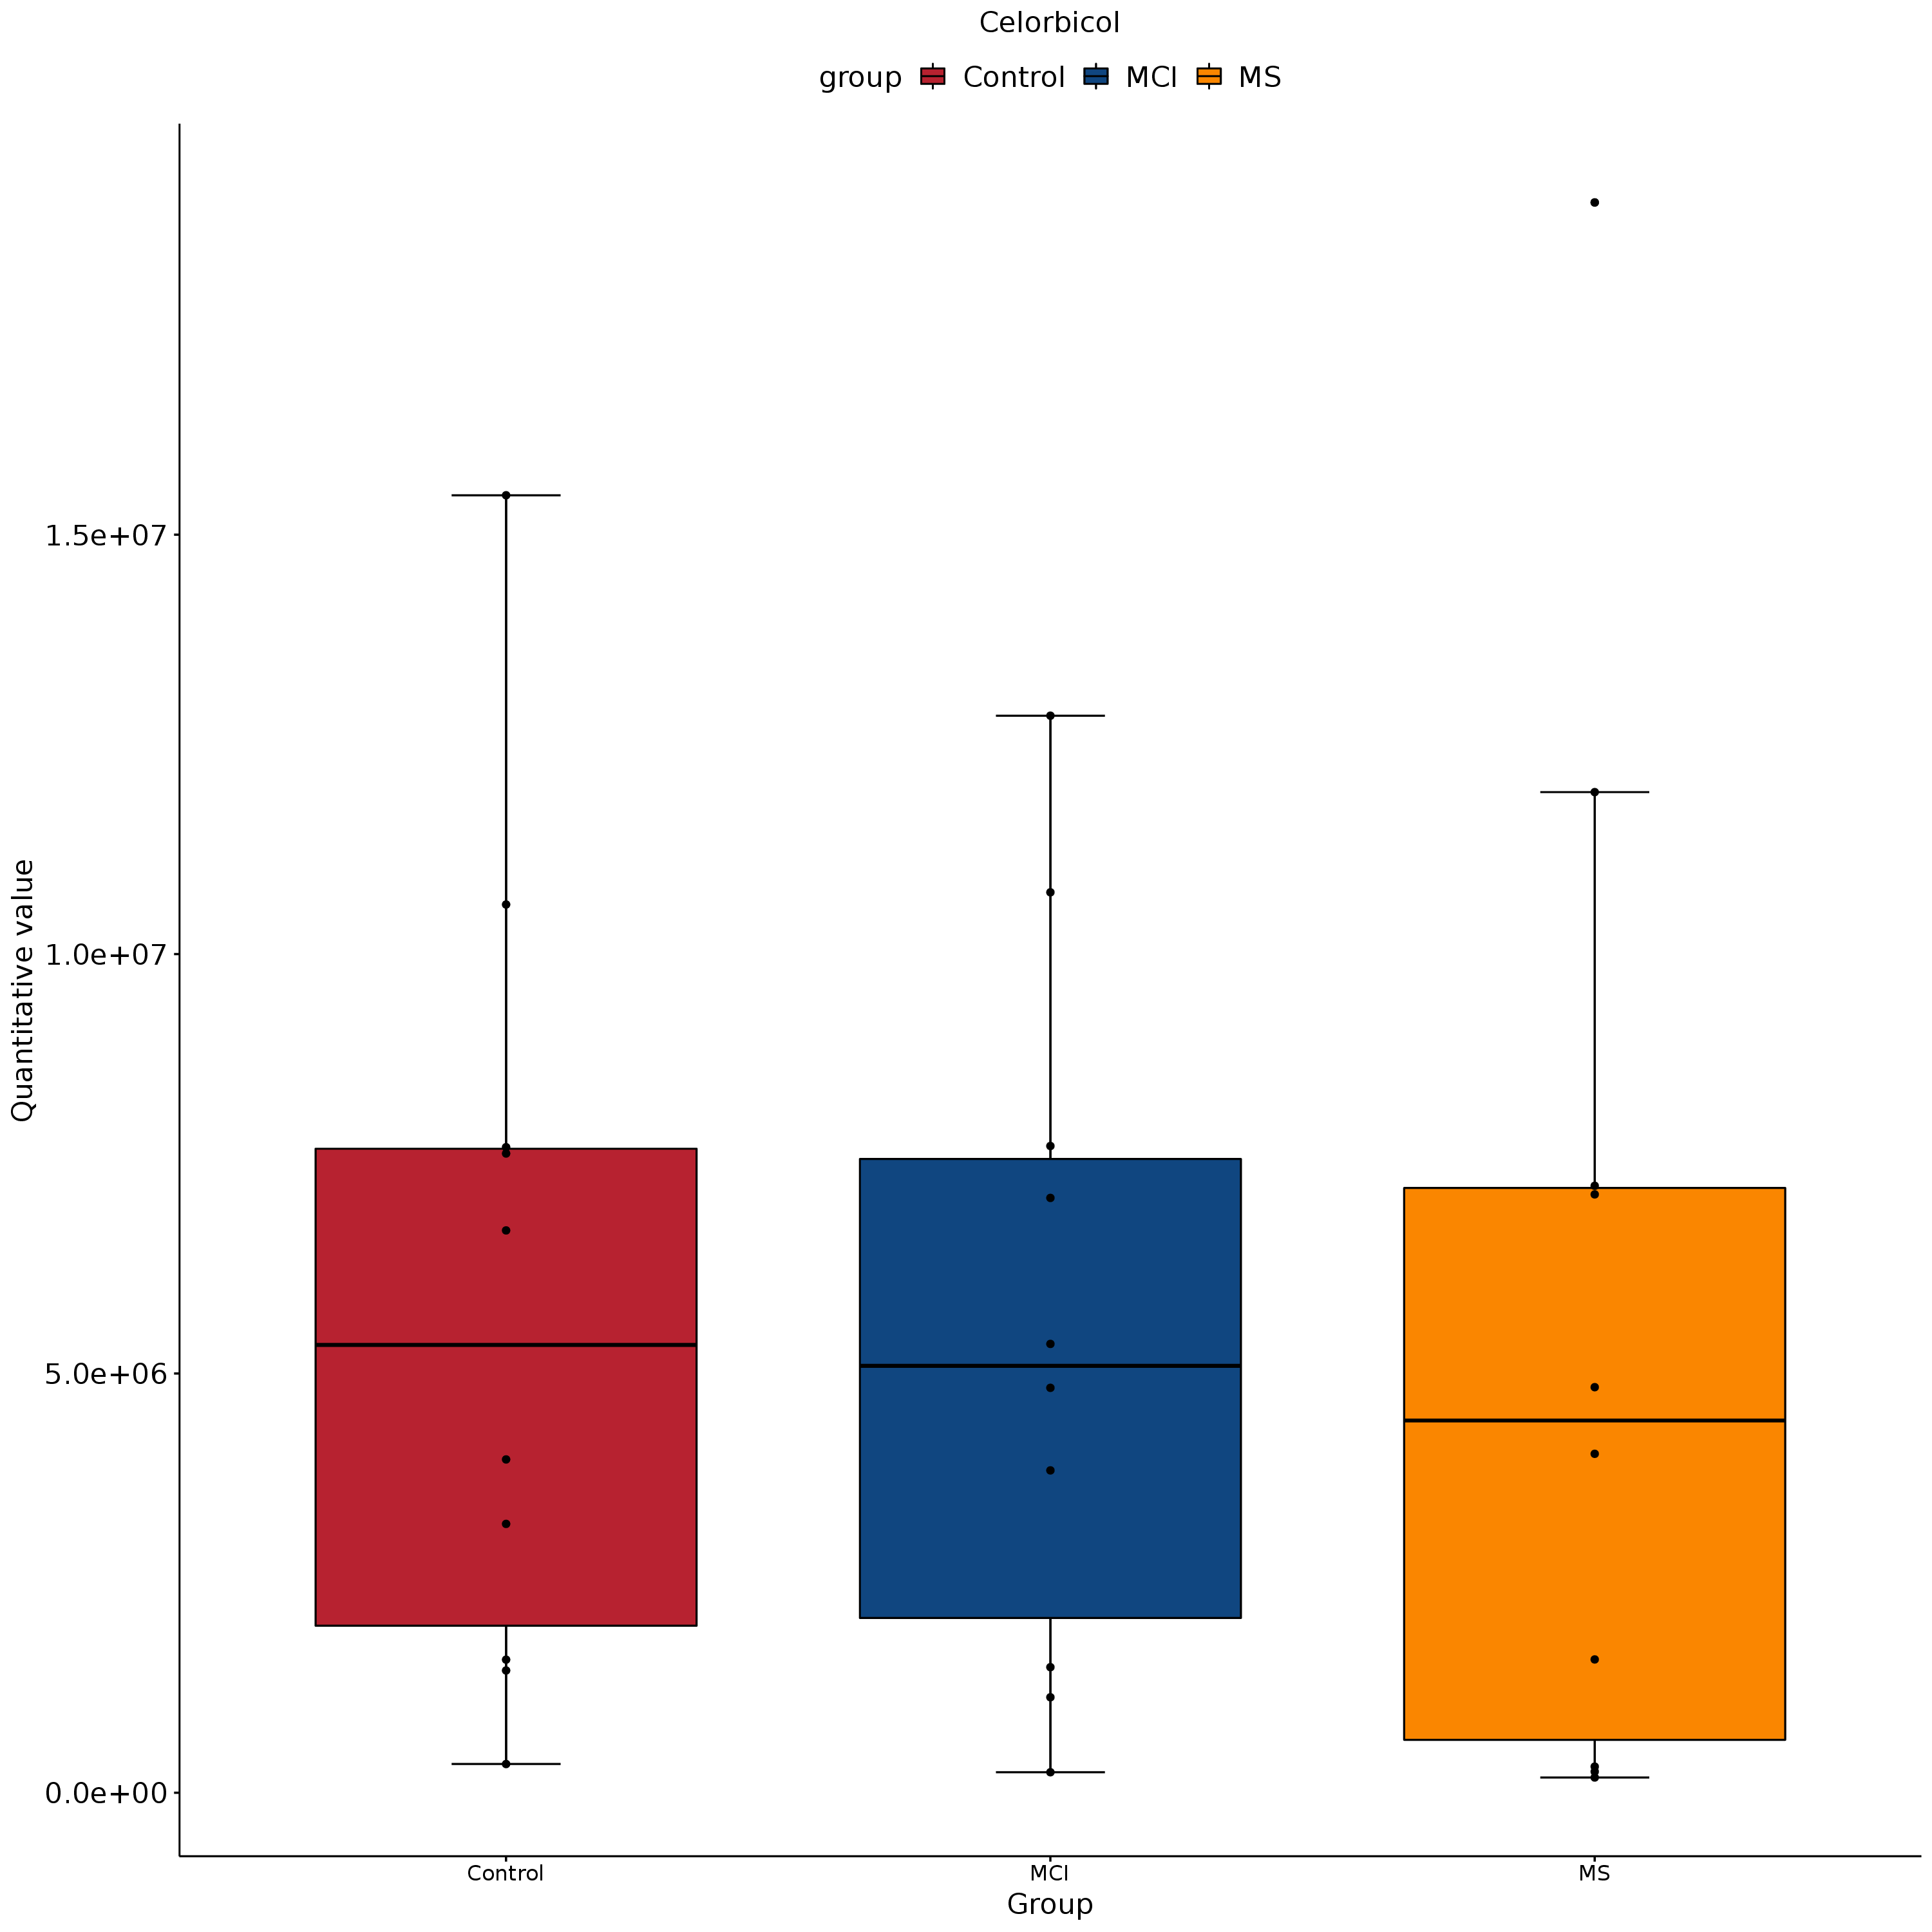 Celorbicol
group Control MCI MS
Quantitative value
1.5e+07
1.0e+07
5.0e+06
0.0e+00
Control MCI MS
Group